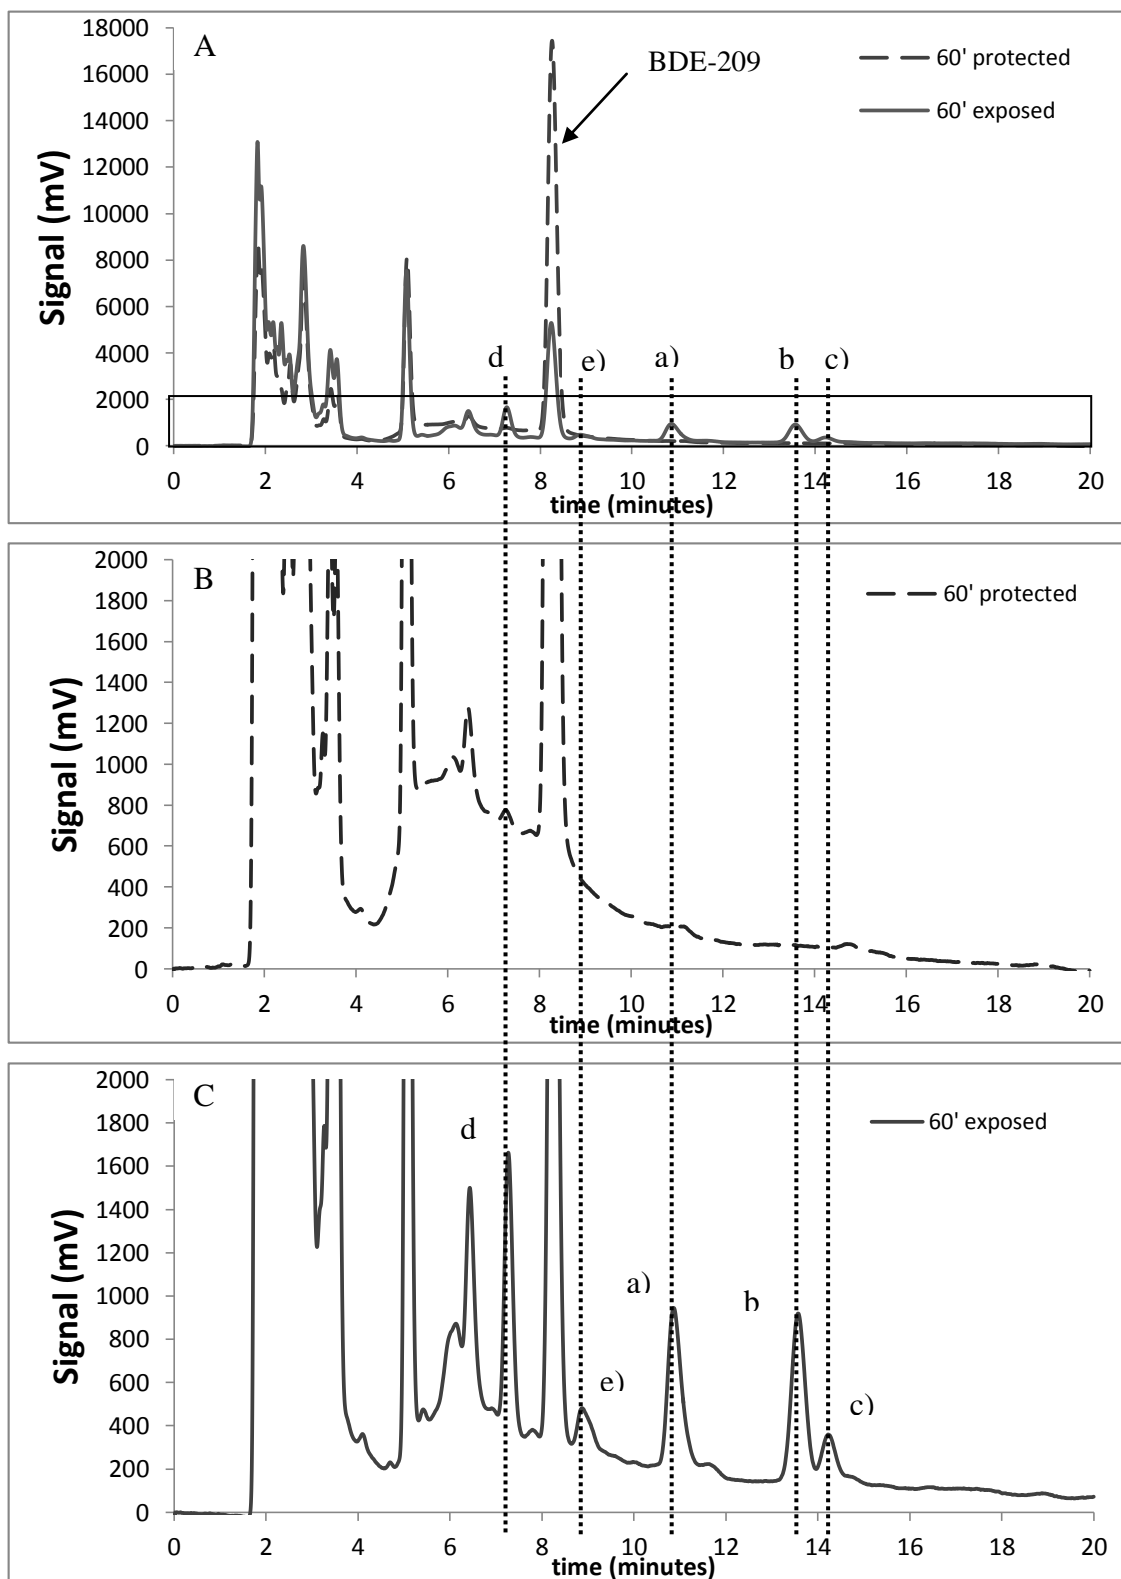 A
BDE-209
60' protected
60' exposed
Signal (mV)
18000
16000
14000
12000
10000
8000
6000
4000
2000
0
d
e)
a)
b
c)
0 2 4 6 8 10 12 14 16 18 20
time (minutes)
B
60' protected
Signal (mV)
2000
1800
1600
1400
1200
1000
800
600
400
200
0
0 2 4 6 8 10 12 14 16 18 20
time (minutes)
C
60' exposed
Signal (mV)
2000
1800
1600
1400
1200
1000
800
600
400
200
0
d
e)
a)
b
c)
0 2 4 6 8 10 12 14 16 18 20
time (minutes)